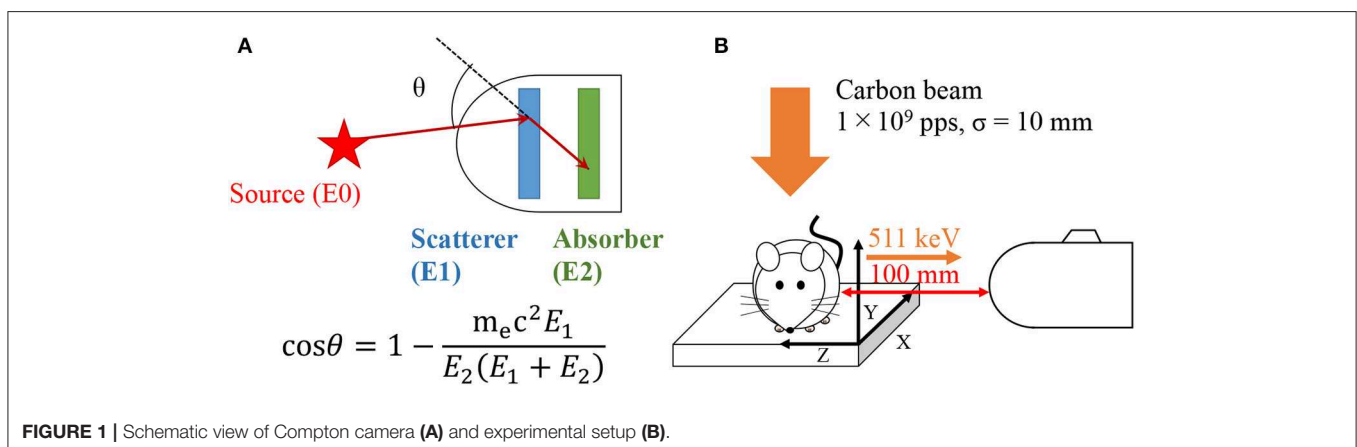 A
θ
Source (E0)
Scatterer
(E1)
Absorber
(E2)
cosθ = 1 − mₑc²E₁ / E₂(E₁ + E₂)
B
Carbon beam
1 × 10⁹ pps, σ = 10 mm
511 keV
100 mm
Y
Z
X
FIGURE 1 | Schematic view of Compton camera (A) and experimental setup (B).